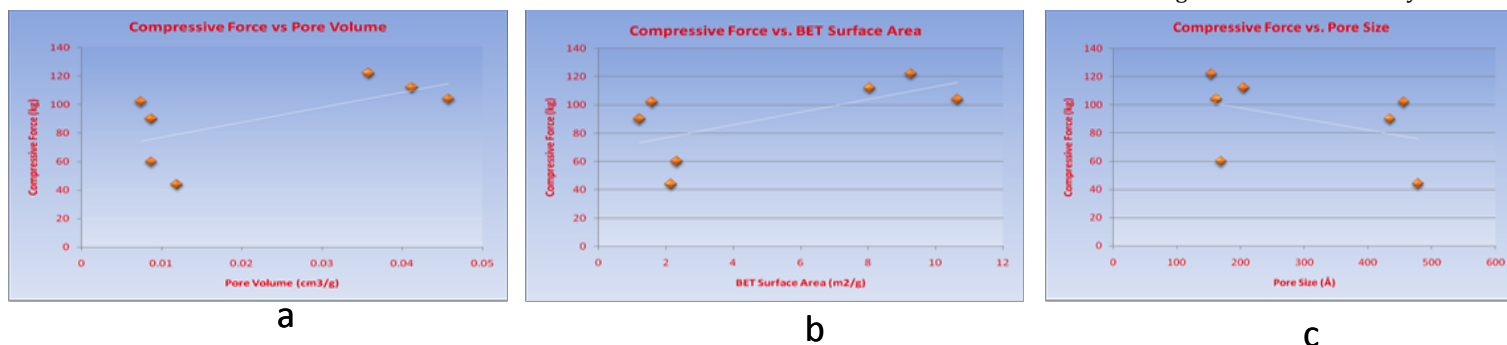 Compressive Force vs Pore Volume
140
120
100
80
60
40
20
0
Compressive Force (kg)
0 0.01 0.02 0.03 0.04 0.05
Pore Volume (cm3/g)
a
Compressive Force vs. BET Surface Area
140
120
100
80
60
40
20
0
Compressive Force (kg)
0 2 4 6 8 10 12
BET Surface Area (m2/g)
b
Compressive Force vs. Pore Size
140
120
100
80
60
40
20
0
Compressive Force (kg)
0 100 200 300 400 500 600
Pore Size (Å)
c